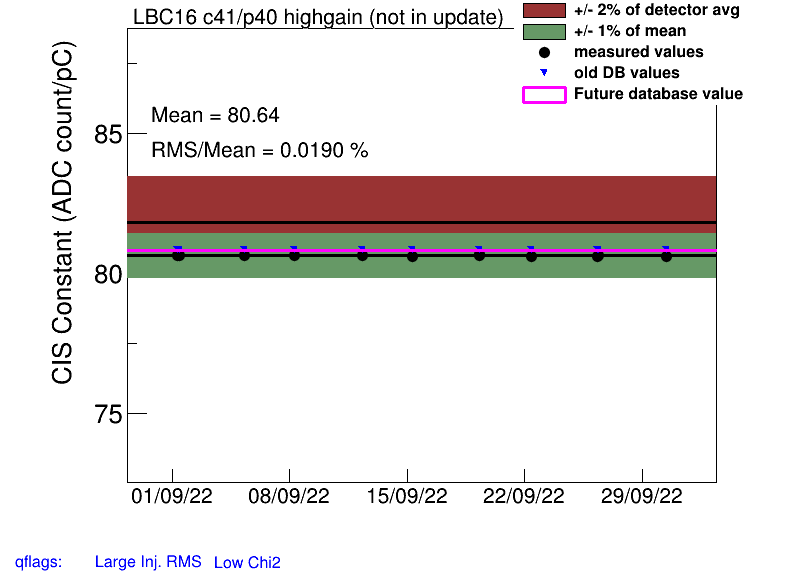 LBC16 c41/p40 highgain (not in update)
+/- 2% of detector avg
+/- 1% of mean
measured values
old DB values
Future database value
Mean = 80.64
RMS/Mean = 0.0190 %
CIS Constant (ADC count/pC)
85
80
75
01/09/22 08/09/22 15/09/22 22/09/22 29/09/22
qflags: Large Inj. RMS Low Chi2